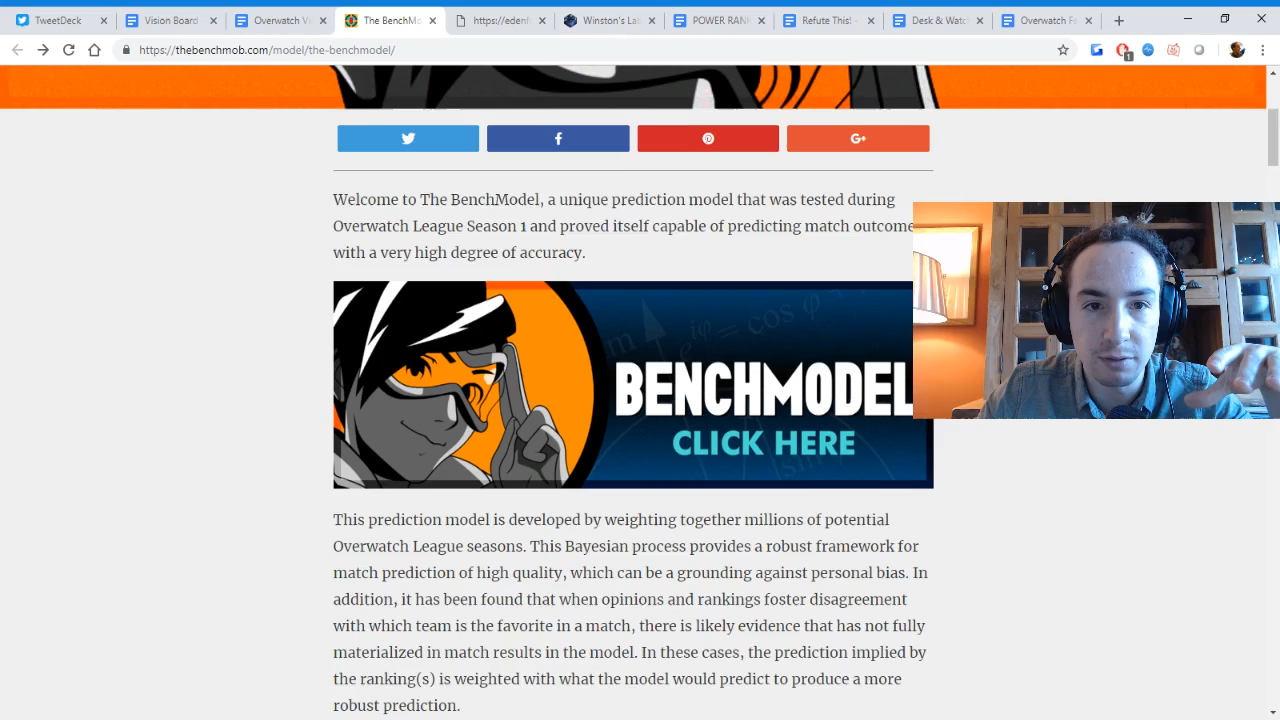 TweetDeck
Vision Board
Overwatch Vi
The BenchMo
https://edenf
Winston's La
POWER RANK
Refute This! -
Desk & Watc
Overwatch Fe
https://thebenchmob.com/model/the-benchmodel/
1
Welcome to The BenchModel, a unique prediction model that was tested during
Overwatch League Season 1 and proved itself capable of predicting match outcome
with a very high degree of accuracy.
BENCHMODEL
CLICK HERE
This prediction model is developed by weighting together millions of potential
Overwatch League seasons. This Bayesian process provides a robust framework for
match prediction of high quality, which can be a grounding against personal bias. In
addition, it has been found that when opinions and rankings foster disagreement
with which team is the favorite in a match, there is likely evidence that has not fully
materialized in match results in the model. In these cases, the prediction implied by
the ranking(s) is weighted with what the model would predict to produce a more
robust prediction.